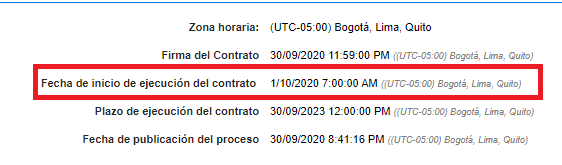 Zona horaria: (UTC-05:00) Bogotá, Lima, Quito
Firma del Contrato 30/09/2020 11:59:00 PM ((UTC-05:00) Bogotá, Lima, Quito)
Fecha de inicio de ejecución del contrato 1/10/2020 7:00:00 AM ((UTC-05:00) Bogotá, Lima, Quito)
Plazo de ejecución del contrato 30/09/2023 12:00:00 PM ((UTC-05:00) Bogotá, Lima, Quito)
Fecha de publicación del proceso 30/09/2020 8:41:16 PM ((UTC-05:00) Bogotá, Lima, Quito)